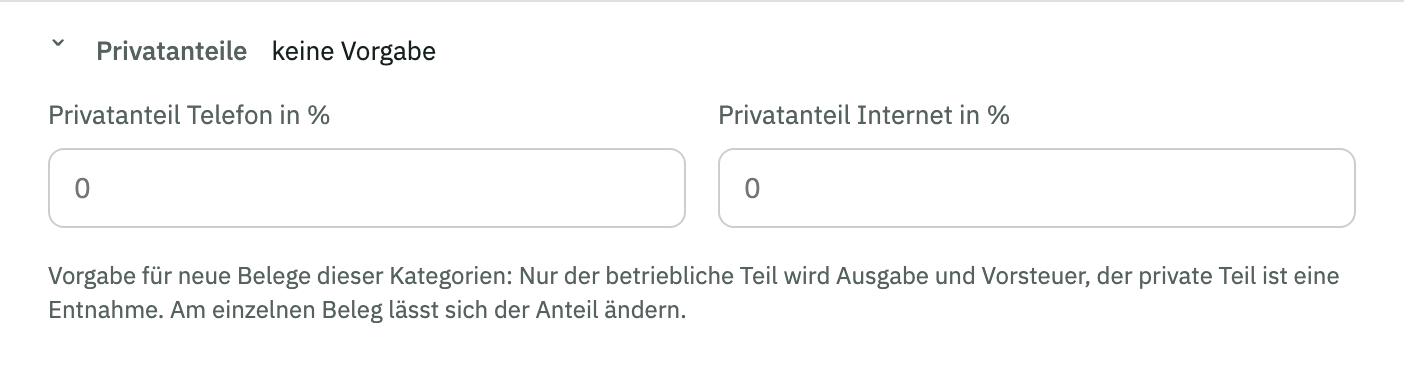 Privatanteile keine Vorgabe
Privatanteil Telefon in % Privatanteil Internet in %
0 0
Vorgabe für neue Belege dieser Kategorien: Nur der betriebliche Teil wird Ausgabe und Vorsteuer, der private Teil ist eine
Entnahme. Am einzelnen Beleg lässt sich der Anteil ändern.